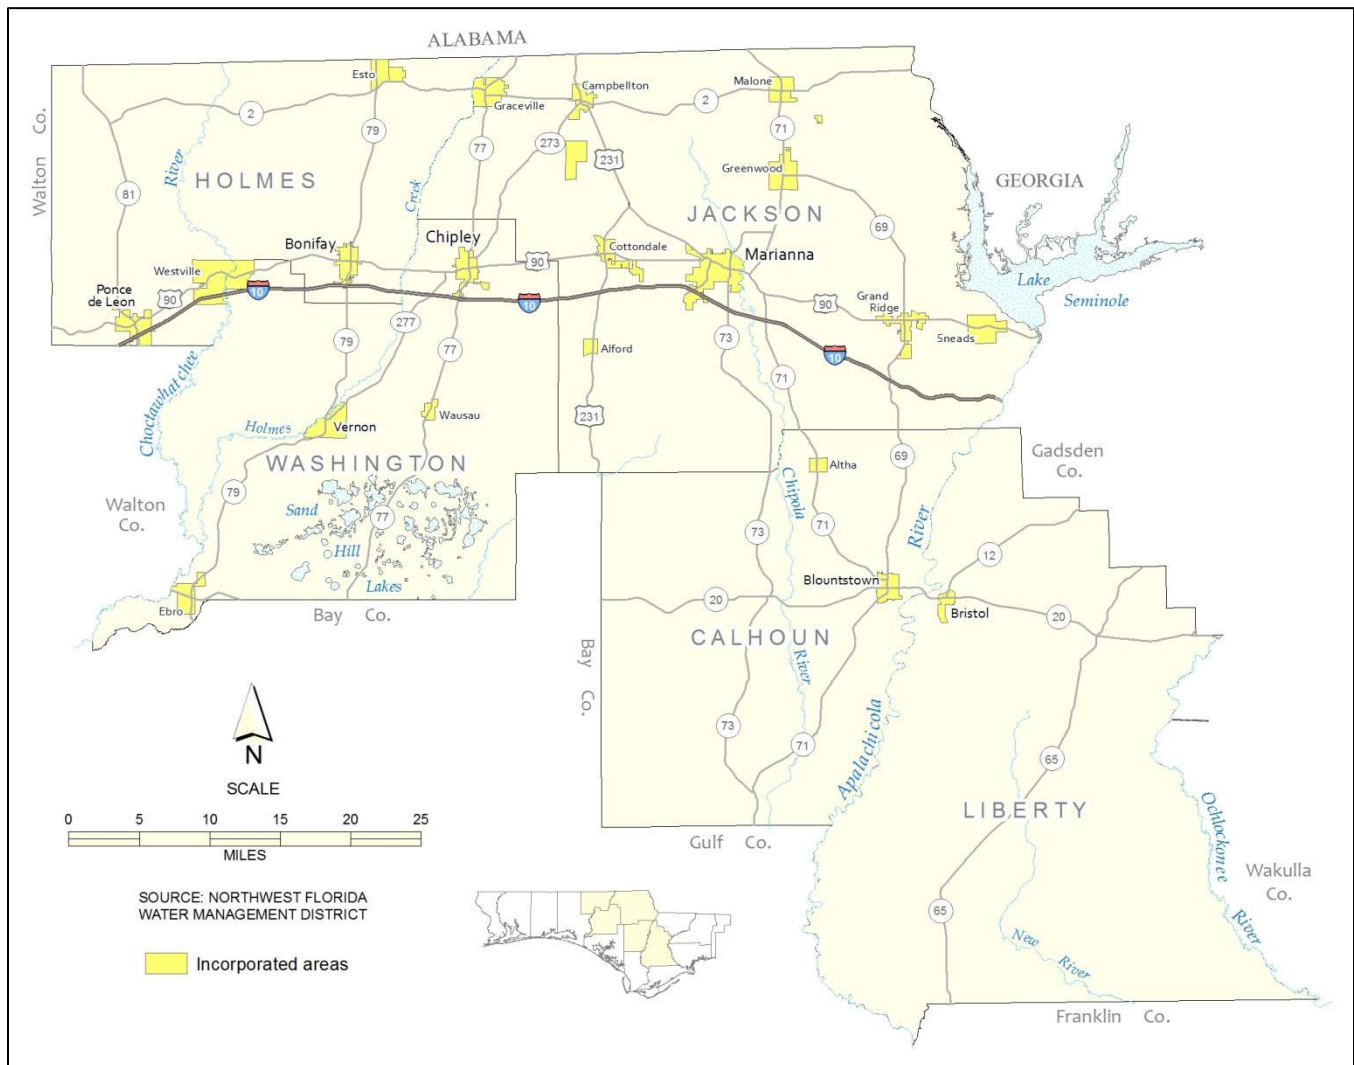 ALABAMA
Esto
Graceville
Campbellton
Malone
2
2
79
77
273
231
71
Walton Co.
River
HOLMES
81
Creek
Greenwood
JACKSON
GEORGIA
69
Bonifay
Chipley
Cottondale
Marianna
Westville
90
10
90
10
90
Ponce
de Leon
Lake
Seminole
Grand
Ridge
Sneads
277
79
77
73
10
Alford
71
Choctawhatchee
231
Holmes
Vernon
Wausau
WASHINGTON
Altha
69
Gadsden
Co.
Walton
Co.
79
Sand
77
Hill
Lakes
Chipola
71
73
River
12
Blountstown
Bristol
Ebro
Bay Co.
20
20
CALHOUN
River
Bay Co.
73
71
Apalachicola
65
LIBERTY
Ochlockonee
River
Wakulla
Co.
Gulf Co.
65
New
River
Franklin Co.
N
SCALE
0 5 10 15 20 25
MILES
SOURCE: NORTHWEST FLORIDA
WATER MANAGEMENT DISTRICT
Incorporated areas